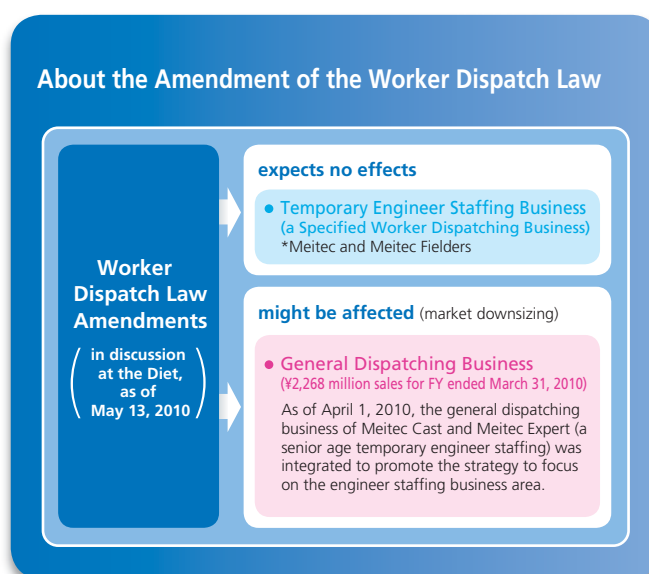 About the Amendment of the Worker Dispatch Law
Worker
Dispatch Law
Amendments
(in discussion
at the Diet,
as of
May 13, 2010)
expects no effects
● Temporary Engineer Staffing Business
(a Specified Worker Dispatching Business)
*Meitec and Meitec Fielders
might be affected (market downsizing)
● General Dispatching Business
(¥2,268 million sales for FY ended March 31, 2010)
As of April 1, 2010, the general dispatching
business of Meitec Cast and Meitec Expert (a
senior age temporary engineer staffing) was
integrated to promote the strategy to focus
on the engineer staffing business area.